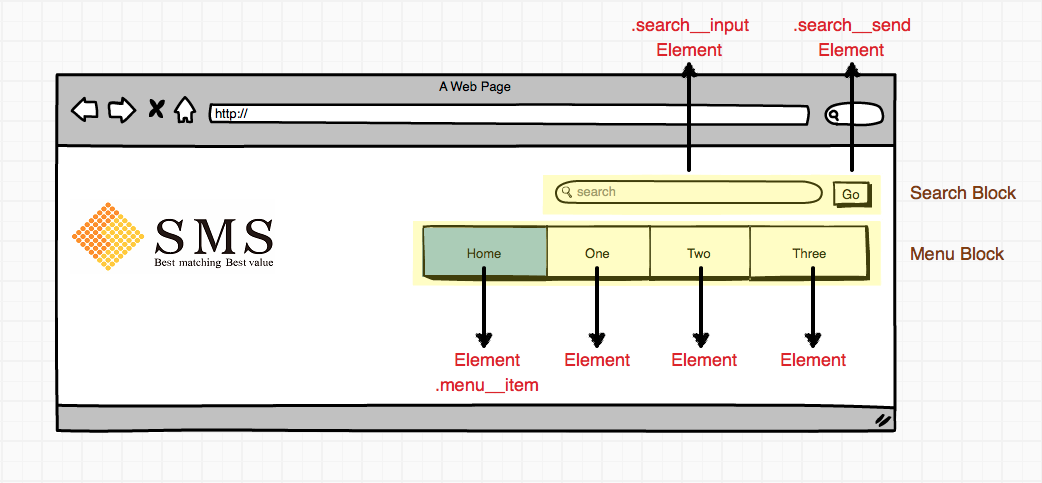 .search__input
Element
.search__send
Element
A Web Page
http://
search
Go
Search Block
SMS
Best matching Best value
Home
One
Two
Three
Menu Block
Element
.menu__item
Element
Element
Element